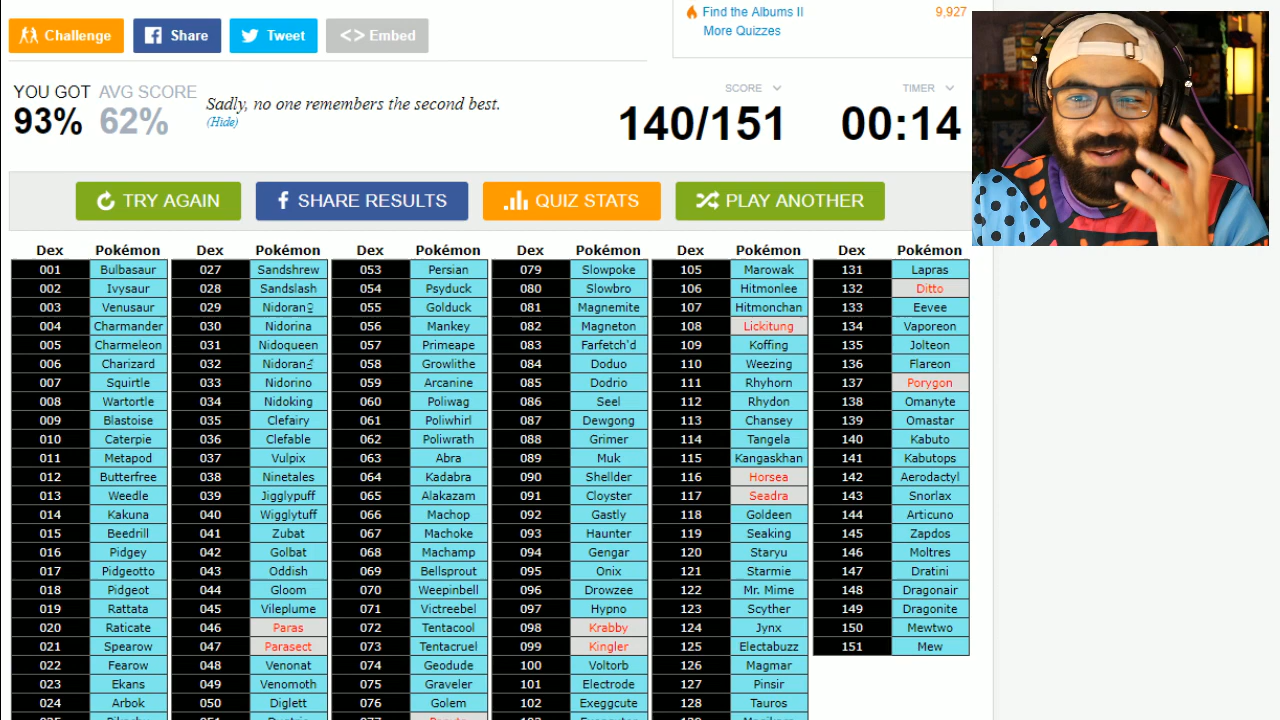 Find the Albums II 9,927
More Quizzes
Challenge Share Tweet Embed
YOU GOT AVG SCORE
93% 62%
Sadly, no one remembers the second best.
(Hide)
SCORE TIMER
140/151 00:14
TRY AGAIN SHARE RESULTS QUIZ STATS PLAY ANOTHER
Dex Pokémon Dex Pokémon Dex Pokémon Dex Pokémon Dex Pokémon Dex Pokémon
001 Bulbasaur 027 Sandshrew 053 Persian 079 Slowpoke 105 Marowak 131 Lapras
002 Ivysaur 028 Sandslash 054 Psyduck 080 Slowbro 106 Hitmonlee 132 Ditto
003 Venusaur 029 Nidoran♀ 055 Golduck 081 Magnemite 107 Hitmonchan 133 Eevee
004 Charmander 030 Nidorina 056 Mankey 082 Magneton 108 Lickitung 134 Vaporeon
005 Charmeleon 031 Nidoqueen 057 Primeape 083 Farfetch'd 109 Koffing 135 Jolteon
006 Charizard 032 Nidoran♂ 058 Growlithe 084 Doduo 110 Weezing 136 Flareon
007 Squirtle 033 Nidorino 059 Arcanine 085 Dodrio 111 Rhyhorn 137 Porygon
008 Wartortle 034 Nidoking 060 Poliwag 086 Seel 112 Rhydon 138 Omanyte
009 Blastoise 035 Clefairy 061 Poliwhirl 087 Dewgong 113 Chansey 139 Omastar
010 Caterpie 036 Clefable 062 Poliwrath 088 Grimer 114 Tangela 140 Kabuto
011 Metapod 037 Vulpix 063 Abra 089 Muk 115 Kangaskhan 141 Kabutops
012 Butterfree 038 Ninetales 064 Kadabra 090 Shellder 116 Horsea 142 Aerodactyl
013 Weedle 039 Jigglypuff 065 Alakazam 091 Cloyster 117 Seadra 143 Snorlax
014 Kakuna 040 Wigglytuff 066 Machop 092 Gastly 118 Goldeen 144 Articuno
015 Beedrill 041 Zubat 067 Machoke 093 Haunter 119 Seaking 145 Zapdos
016 Pidgey 042 Golbat 068 Machamp 094 Gengar 120 Staryu 146 Moltres
017 Pidgeotto 043 Oddish 069 Bellsprout 095 Onix 121 Starmie 147 Dratini
018 Pidgeot 044 Gloom 070 Weepinbell 096 Drowzee 122 Mr. Mime 148 Dragonair
019 Rattata 045 Vileplume 071 Victreebel 097 Hypno 123 Scyther 149 Dragonite
020 Raticate 046 Paras 072 Tentacool 098 Krabby 124 Jynx 150 Mewtwo
021 Spearow 047 Parasect 073 Tentacruel 099 Kingler 125 Electabuzz 151 Mew
022 Fearow 048 Venonat 074 Geodude 100 Voltorb 126 Magmar
023 Ekans 049 Venomoth 075 Graveler 101 Electrode 127 Pinsir
024 Arbok 050 Diglett 076 Golem 102 Exeggcute 128 Tauros